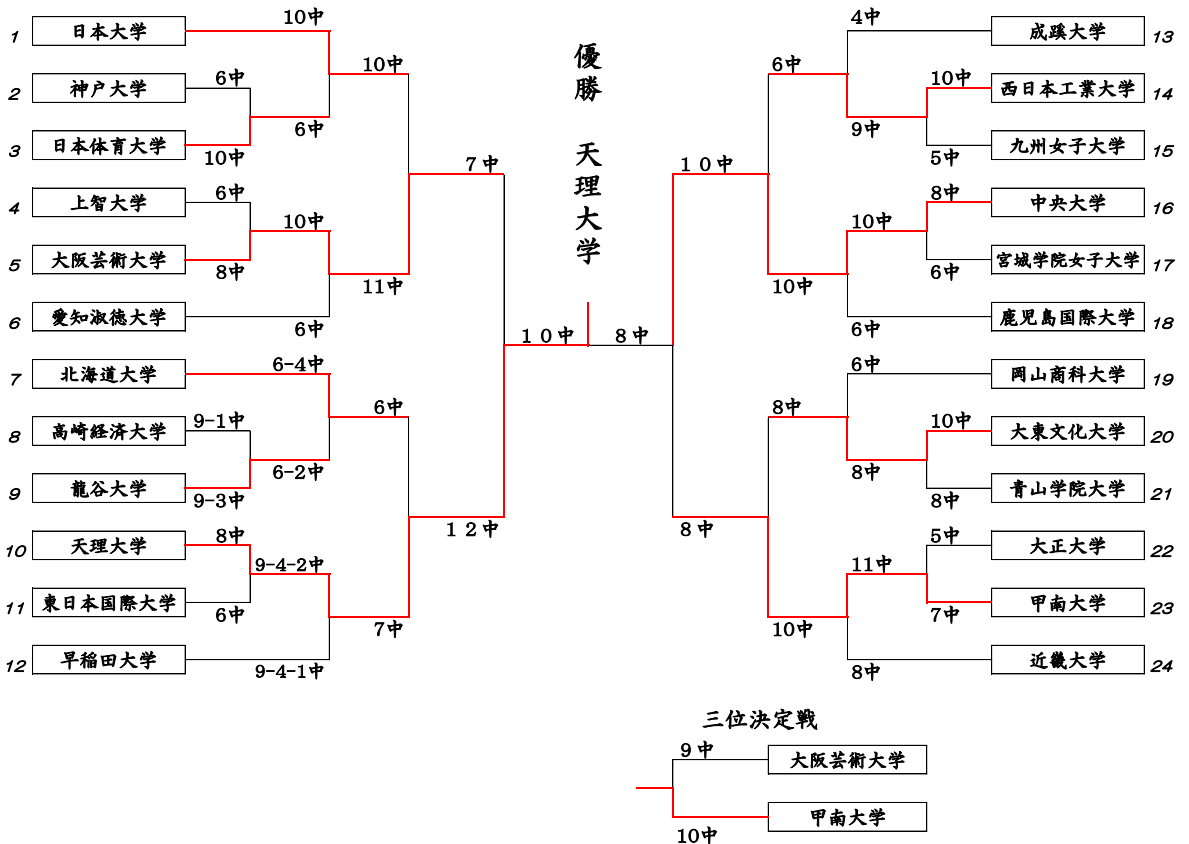 優勝 天理大学
1 日本大学 10中
2 神戸大学 6中
3 日本体育大学 10中
6中
10中
4 上智大学 6中
5 大阪芸術大学 8中
10中
6 愛知淑徳大学 6中
11中
7中
7 北海道大学 6-4中
8 高崎経済大学 9-1中
9 龍谷大学 9-3中
6-2中
6中
10 天理大学 8中
11 東日本国際大学 6中
9-4-2中
12 早稲田大学 9-4-1中
7中
12中
10中
8中
4中 成蹊大学 13
10中 西日本工業大学 14
5中 九州女子大学 15
9中
6中
8中 中央大学 16
6中 宮城学院女子大学 17
10中
6中 鹿児島国際大学 18
10中
10中
6中 岡山商科大学 19
10中 大東文化大学 20
8中 青山学院大学 21
8中
8中
5中 大正大学 22
7中 甲南大学 23
11中
8中 近畿大学 24
10中
8中
三位決定戦
9中 大阪芸術大学
10中 甲南大学